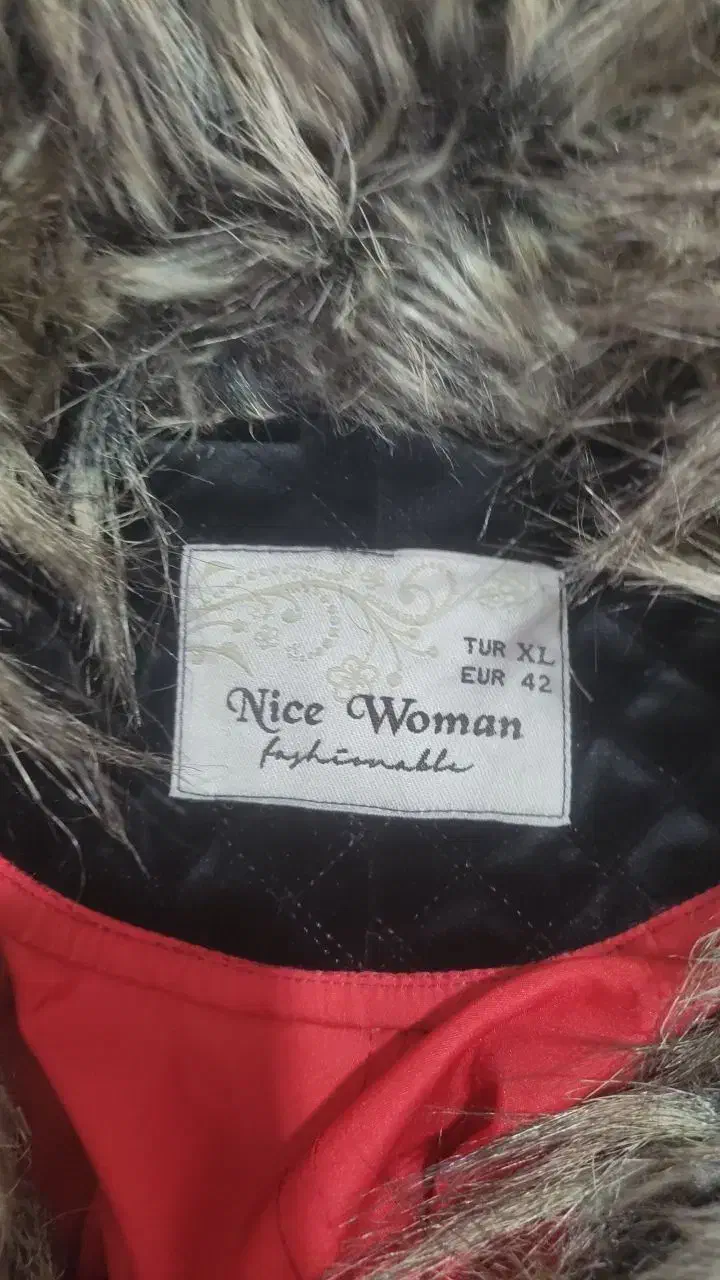 TUR XL
EUR 42
Nice Woman
fashionable